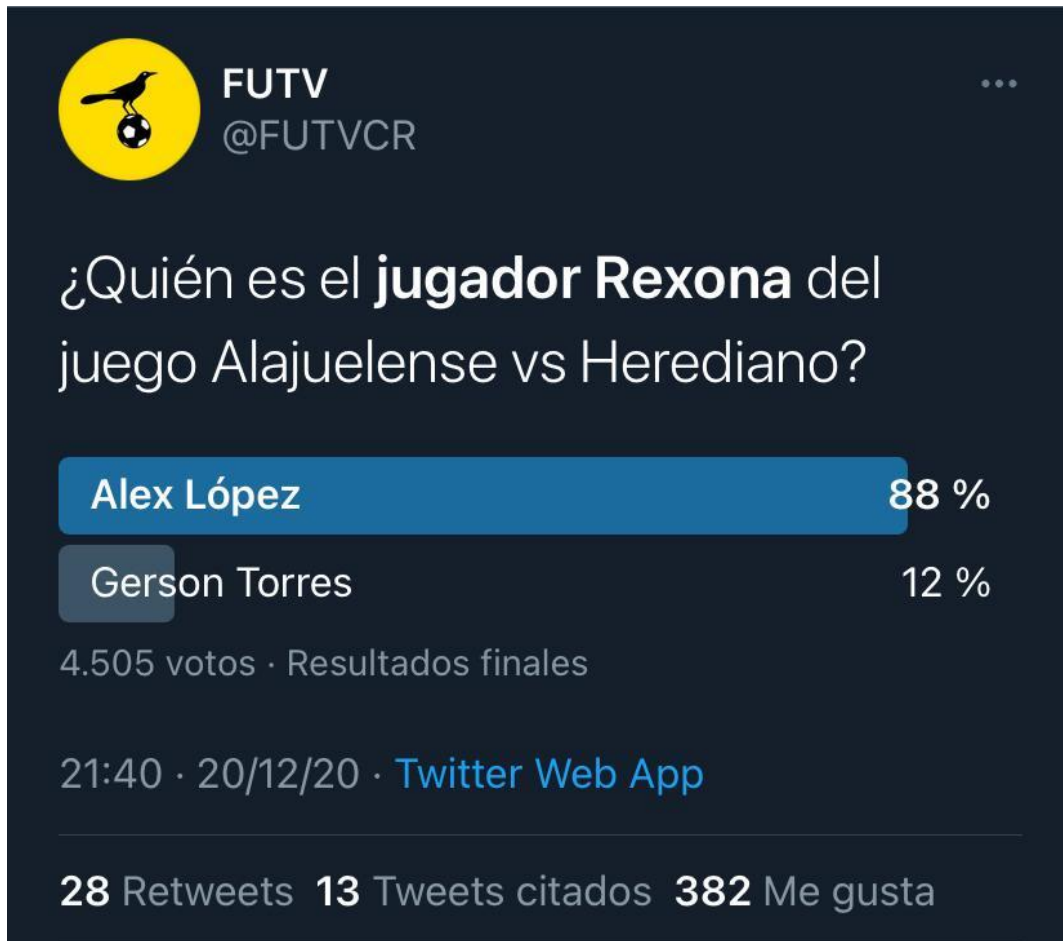 FUTV
@FUTVCR
¿Quién es el jugador Rexona del
juego Alajuelense vs Herediano?
Alex López 88 %
Gerson Torres 12 %
4.505 votos · Resultados finales
21:40 · 20/12/20 · Twitter Web App
28 Retweets 13 Tweets citados 382 Me gusta